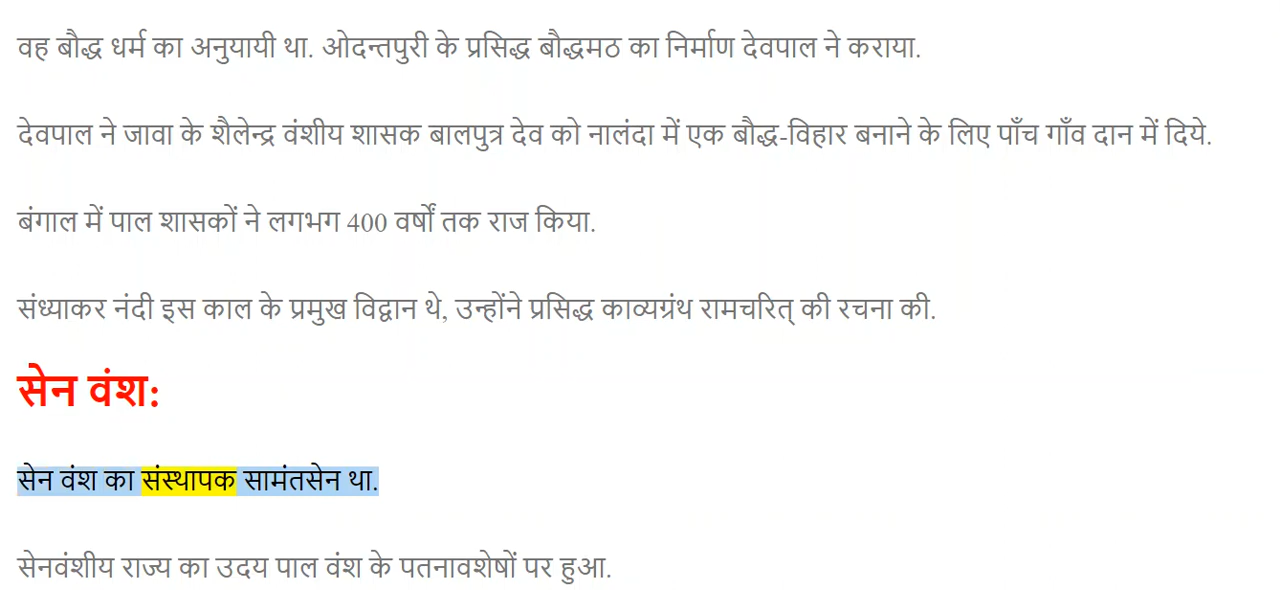 वह बौद्ध धर्म का अनुयायी था. ओदन्तपुरी के प्रसिद्ध बौद्धमठ का निर्माण देवपाल ने कराया.
देवपाल ने जावा के शैलेन्द्र वंशीय शासक बालपुत्र देव को नालंदा में एक बौद्ध-विहार बनाने के लिए पाँच गाँव दान में दिये.
बंगाल में पाल शासकों ने लगभग 400 वर्षों तक राज किया.
संध्याकर नंदी इस काल के प्रमुख विद्वान थे, उन्होंने प्रसिद्ध काव्यग्रंथ रामचरित् की रचना की.
सेन वंश:
सेन वंश का संस्थापक सामंतसेन था.
सेनवंशीय राज्य का उदय पाल वंश के पतनावशेषों पर हुआ.